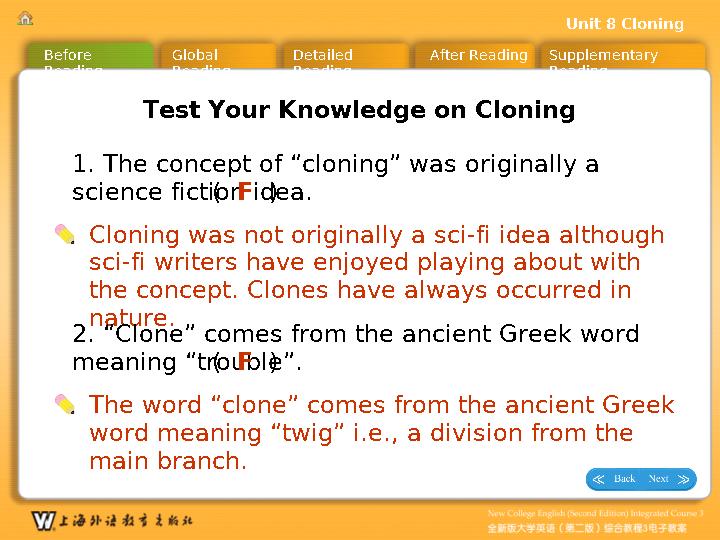 Unit 8 Cloning
Before Reading
Global Reading
Detailed Reading
After Reading
Supplementary Reading
Test Your Knowledge on Cloning
1. The concept of “cloning” was originally a
science fiction idea. ( F )
Cloning was not originally a sci-fi idea although
sci-fi writers have enjoyed playing about with
the concept. Clones have always occurred in
nature.
2. “Clone” comes from the ancient Greek word
meaning “trouble”. ( F )
The word “clone” comes from the ancient Greek
word meaning “twig” i.e., a division from the
main branch.
Back Next
上海外语教育出版社
New College English (Second Edition) Integrated Course 3
全新版大学英语（第二版）综合教程3电子教案